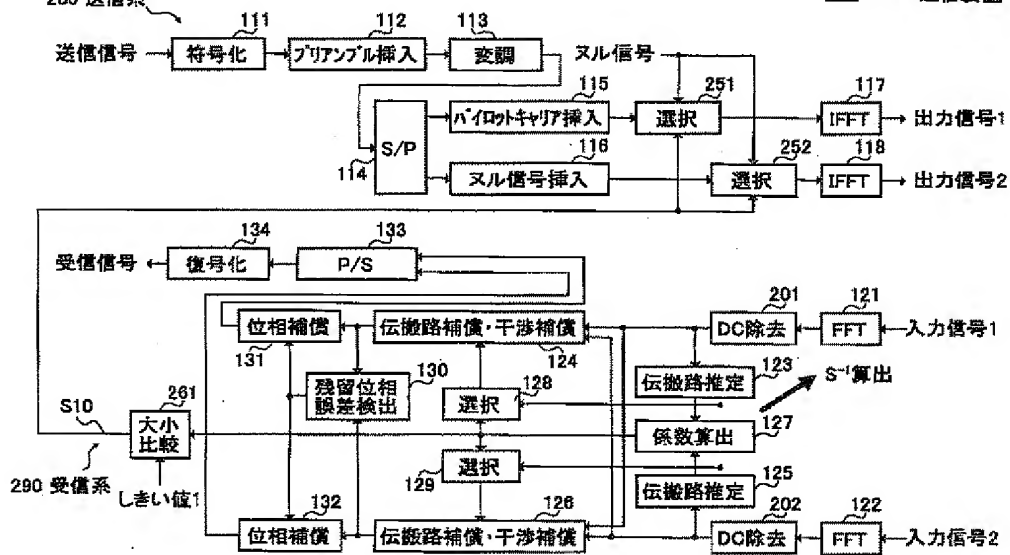 送信系
111
112
113
送信信号
符号化
プリアンブル挿入
変調
ヌル信号
115
251
117
S/P
114
パイロットキャリア挿入
選択
IFFT
出力信号1
116
252
118
ヌル信号挿入
選択
IFFT
出力信号2
134
133
受信信号
復号化
P/S
201
121
位相補償
131
伝搬路補償・干渉補償
124
DC除去
FFT
入力信号1
123
残留位相
誤差検出
130
選択
128
伝搬路推定
S⁻¹算出
S10
261
大小
比較
係数算出
127
290 受信系
しきい値1
選択
129
125
伝搬路推定
132
126
202
122
位相補償
伝搬路補償・干渉補償
DC除去
FFT
入力信号2